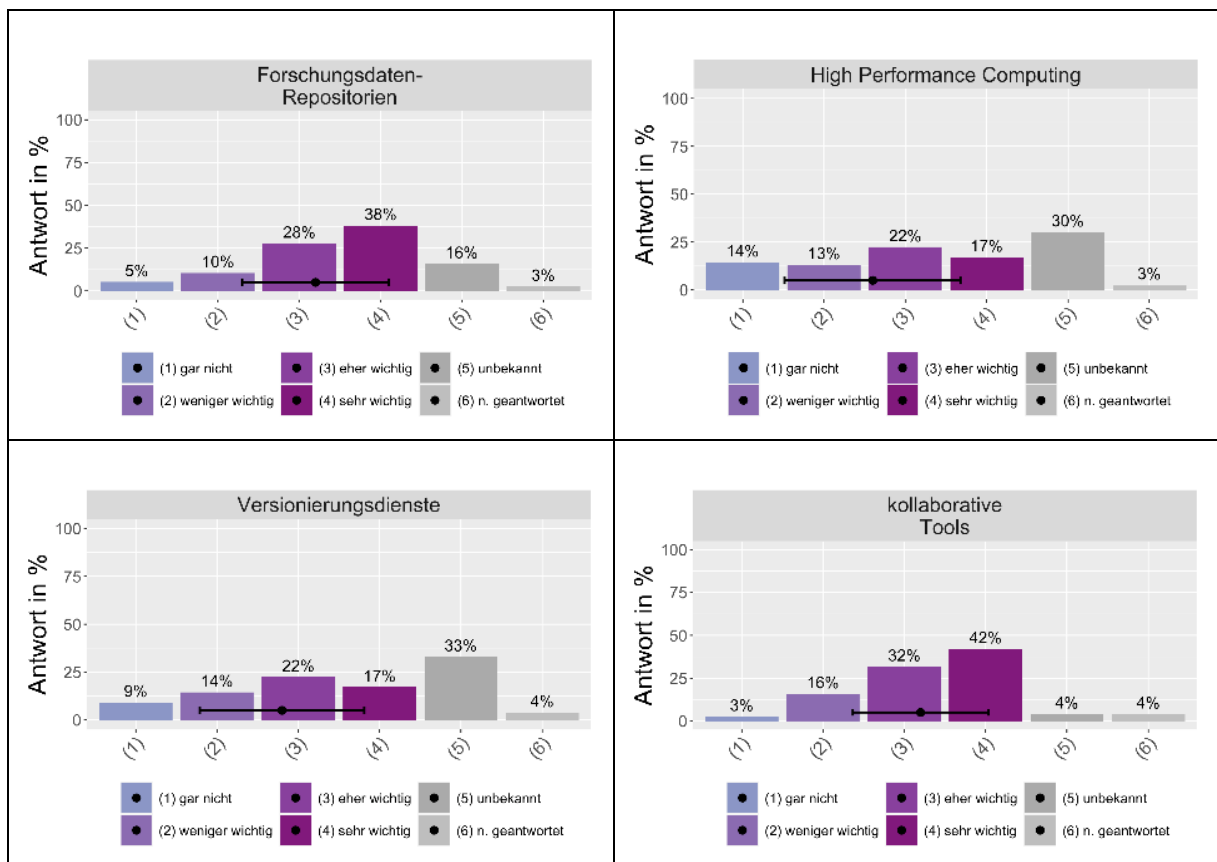 Forschungsdaten-
Repositorien
Antwort in %
100
75
50
25
0
5%
10%
28%
38%
16%
3%
(1)
(2)
(3)
(4)
(5)
(6)
(1) gar nicht
(3) eher wichtig
(5) unbekannt
(2) weniger wichtig
(4) sehr wichtig
(6) n. geantwortet
High Performance Computing
Antwort in %
100
75
50
25
0
14%
13%
22%
17%
30%
3%
(1)
(2)
(3)
(4)
(5)
(6)
(1) gar nicht
(3) eher wichtig
(5) unbekannt
(2) weniger wichtig
(4) sehr wichtig
(6) n. geantwortet
Versionierungsdienste
Antwort in %
100
75
50
25
0
9%
14%
22%
17%
33%
4%
(1)
(2)
(3)
(4)
(5)
(6)
(1) gar nicht
(3) eher wichtig
(5) unbekannt
(2) weniger wichtig
(4) sehr wichtig
(6) n. geantwortet
kollaborative
Tools
Antwort in %
100
75
50
25
0
3%
16%
32%
42%
4%
4%
(1)
(2)
(3)
(4)
(5)
(6)
(1) gar nicht
(3) eher wichtig
(5) unbekannt
(2) weniger wichtig
(4) sehr wichtig
(6) n. geantwortet